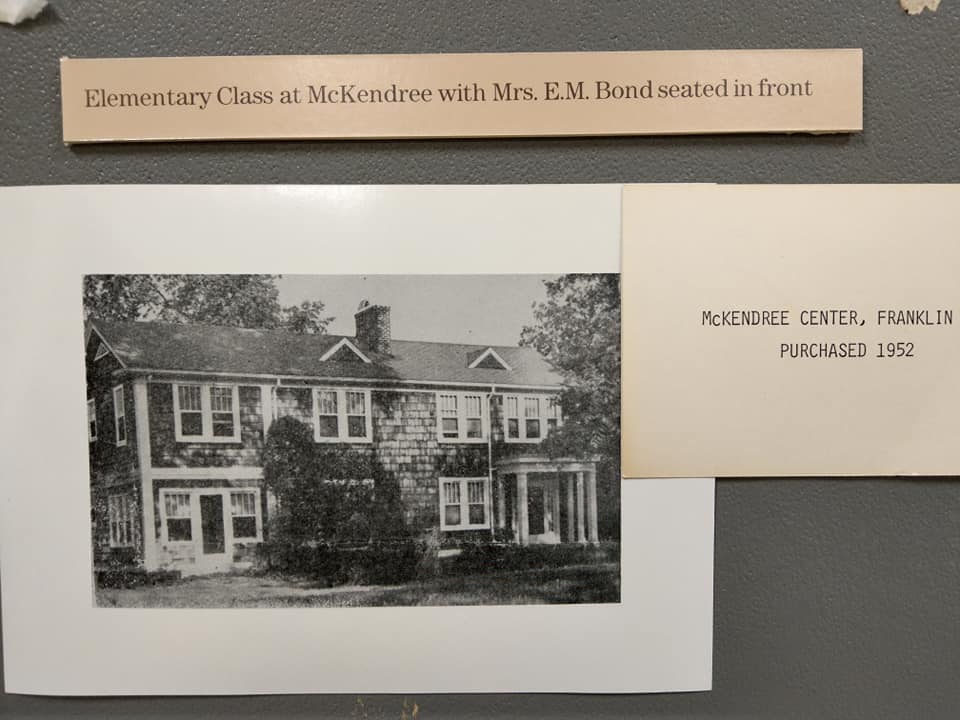 Elementary Class at McKendree with Mrs. E.M. Bond seated in front
McKENDREE CENTER, FRANKLIN
PURCHASED 1952